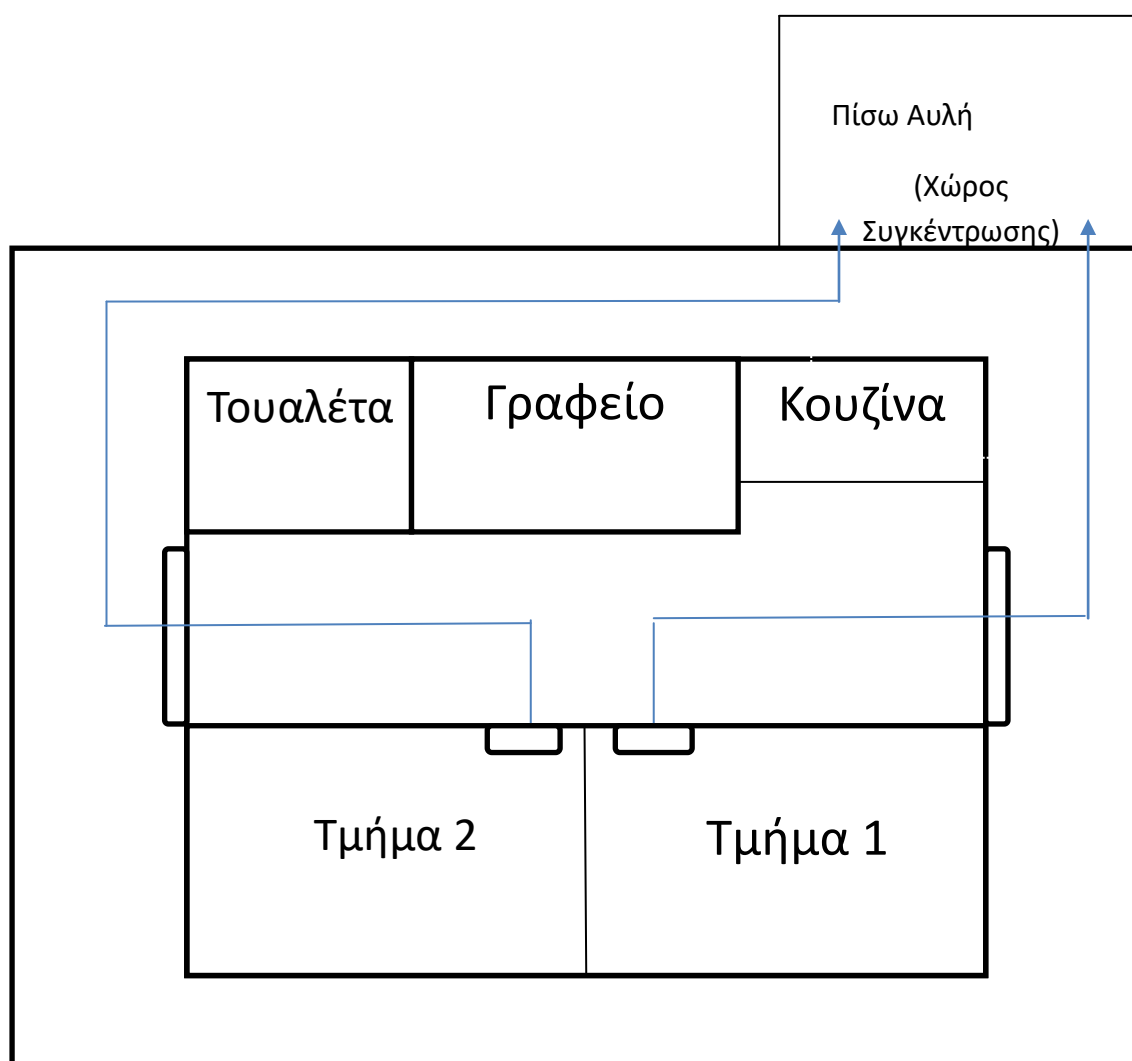 Πίσω Αυλή
(Χώρος
Συγκέντρωσης)
Τουαλέτα
Γραφείο
Κουζίνα
Τμήμα 2
Τμήμα 1